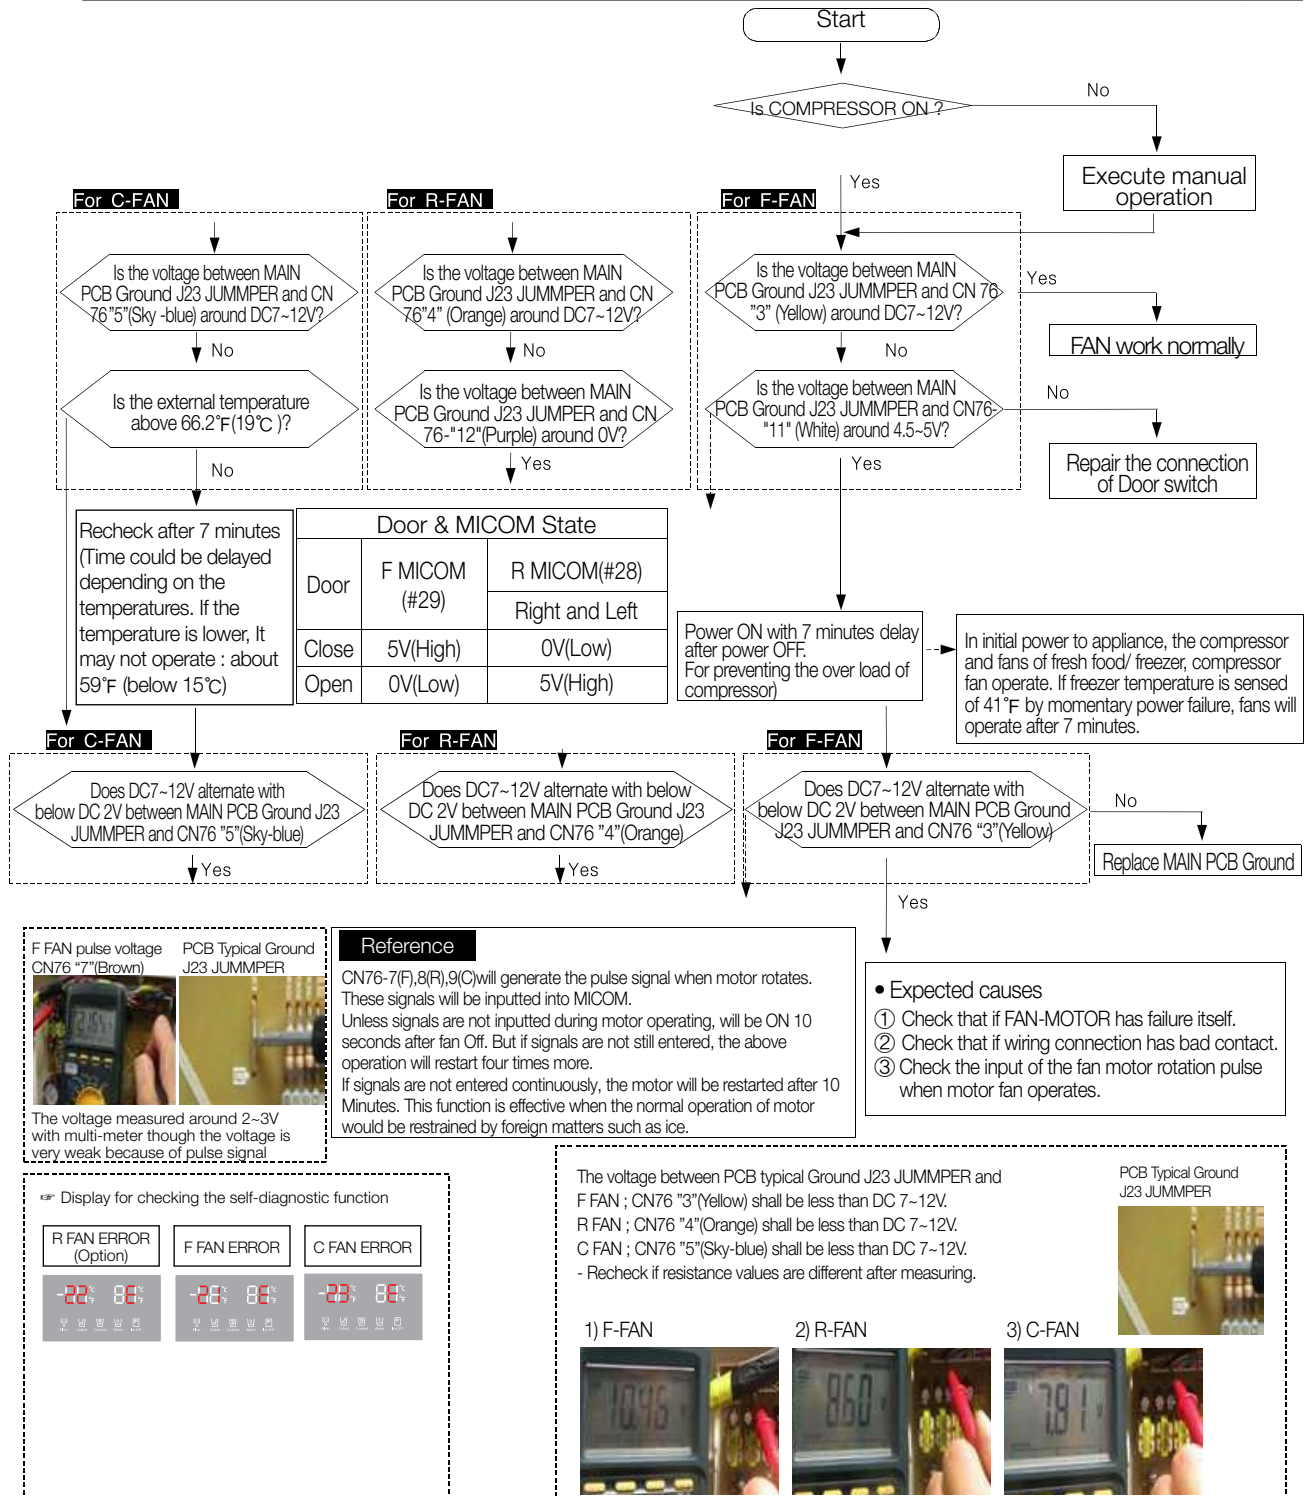 Start
Is COMPRESSOR ON ?
No
Yes
Execute manual
operation
For C-FAN
Is the voltage between MAIN
PCB Ground J23 JUMMPER and CN
76"5"(Sky -blue) around DC7~12V?
No
Is the external temperature
above 66.2°F(19℃ )?
No
For R-FAN
Is the voltage between MAIN
PCB Ground J23 JUMMPER and CN
76"4" (Orange) around DC7~12V?
No
Is the voltage between MAIN
PCB Ground J23 JUMPER and CN
76-"12"(Purple) around 0V?
Yes
For F-FAN
Is the voltage between MAIN
PCB Ground J23 JUMMPER and CN 76
"3" (Yellow) around DC7~12V?
Yes
FAN work normally
No
Is the voltage between MAIN
PCB Ground J23 JUMMPER and CN76-
"11" (White) around 4.5~5V?
No
Repair the connection
of Door switch
Yes
Recheck after 7 minutes
(Time could be delayed
depending on the
temperatures. If the
temperature is lower, It
may not operate : about
59°F (below 15℃)
Door & MICOM State
Door
F MICOM
(#29)
R MICOM(#28)
Right and Left
Close 5V(High) 0V(Low)
Open 0V(Low) 5V(High)
Power ON with 7 minutes delay
after power OFF.
For preventing the over load of
compressor)
In initial power to appliance, the compressor
and fans of fresh food/ freezer, compressor
fan operate. If freezer temperature is sensed
of 41°F by momentary power failure, fans will
operate after 7 minutes.
For C-FAN
Does DC7~12V alternate with
below DC 2V between MAIN PCB Ground J23
JUMMPER and CN76 "5"(Sky-blue)
Yes
For R-FAN
Does DC7~12V alternate with below
DC 2V between MAIN PCB Ground J23
JUMMPER and CN76 "4"(Orange)
Yes
For F-FAN
Does DC7~12V alternate with
below DC 2V between MAIN PCB Ground
J23 JUMMPER and CN76 "3"(Yellow)
No
Replace MAIN PCB Ground
Yes
F FAN pulse voltage
CN76 "7"(Brown)
PCB Typical Ground
J23 JUMMPER
The voltage measured around 2~3V
with multi-meter though the voltage is
very weak because of pulse signal
Reference
CN76-7(F),8(R),9(C)will generate the pulse signal when motor rotates.
These signals will be inputted into MICOM.
Unless signals are not inputted during motor operating, will be ON 10
seconds after fan Off. But if signals are not still entered, the above
operation will restart four times more.
If signals are not entered continuously, the motor will be restarted after 10
Minutes. This function is effective when the normal operation of motor
would be restrained by foreign matters such as ice.
• Expected causes
① Check that if FAN-MOTOR has failure itself.
② Check that if wiring connection has bad contact.
③ Check the input of the fan motor rotation pulse
when motor fan operates.
☞ Display for checking the self-diagnostic function
R FAN ERROR
(Option)
F FAN ERROR
C FAN ERROR
The voltage between PCB typical Ground J23 JUMMPER and
F FAN ; CN76 "3"(Yellow) shall be less than DC 7~12V.
R FAN ; CN76 "4"(Orange) shall be less than DC 7~12V.
C FAN ; CN76 "5"(Sky-blue) shall be less than DC 7~12V.
- Recheck if resistance values are different after measuring.
PCB Typical Ground
J23 JUMMPER
1) F-FAN
2) R-FAN
3) C-FAN
10.46
8.60
7.81